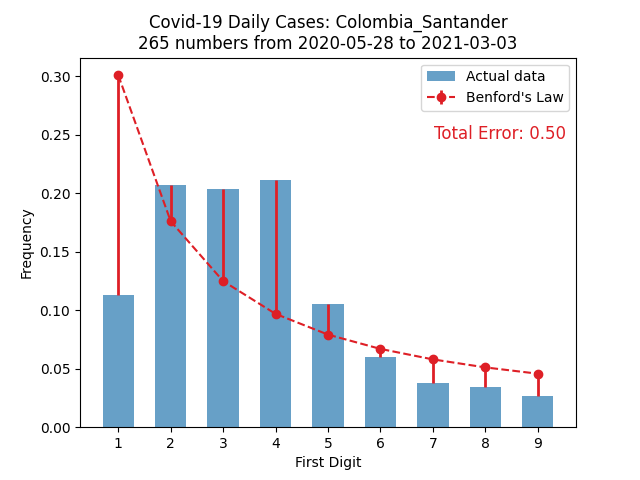 Covid-19 Daily Cases: Colombia_Santander
265 numbers from 2020-05-28 to 2021-03-03
Actual data
Benford's Law
Total Error: 0.50
Frequency
0.30
0.25
0.20
0.15
0.10
0.05
0.00
1 2 3 4 5 6 7 8 9
First Digit